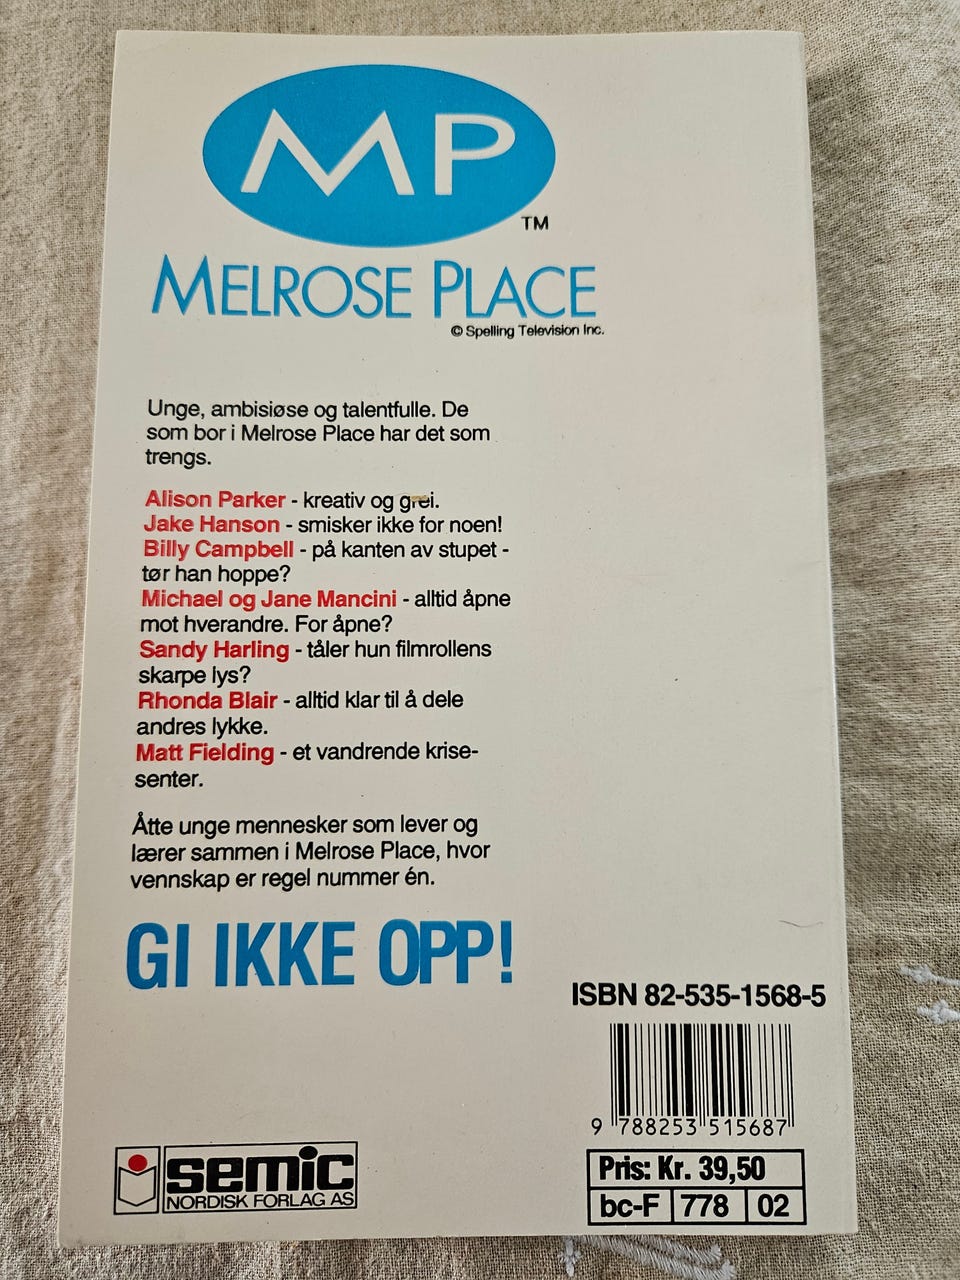 MP
TM
MELROSE PLACE
© Spelling Television Inc.
Unge, ambisiøse og talentfulle. De
som bor i Melrose Place har det som
trengs.
Alison Parker - kreativ og grei.
Jake Hanson - smisker ikke for noen!
Billy Campbell - på kanten av stupet -
tør han hoppe?
Michael og Jane Mancini - alltid åpne
mot hverandre. For åpne?
Sandy Harling - tåler hun filmrollens
skarpe lys?
Rhonda Blair - alltid klar til å dele
andres lykke.
Matt Fielding - et vandrende krise-
senter.
Åtte unge mennesker som lever og
lærer sammen i Melrose Place, hvor
vennskap er regel nummer én.
GI IKKE OPP!
ISBN 82-535-1568-5
9 788253 515687
semic
NORDISK FORLAG AS
Pris: Kr. 39,50
bc-F 778 02